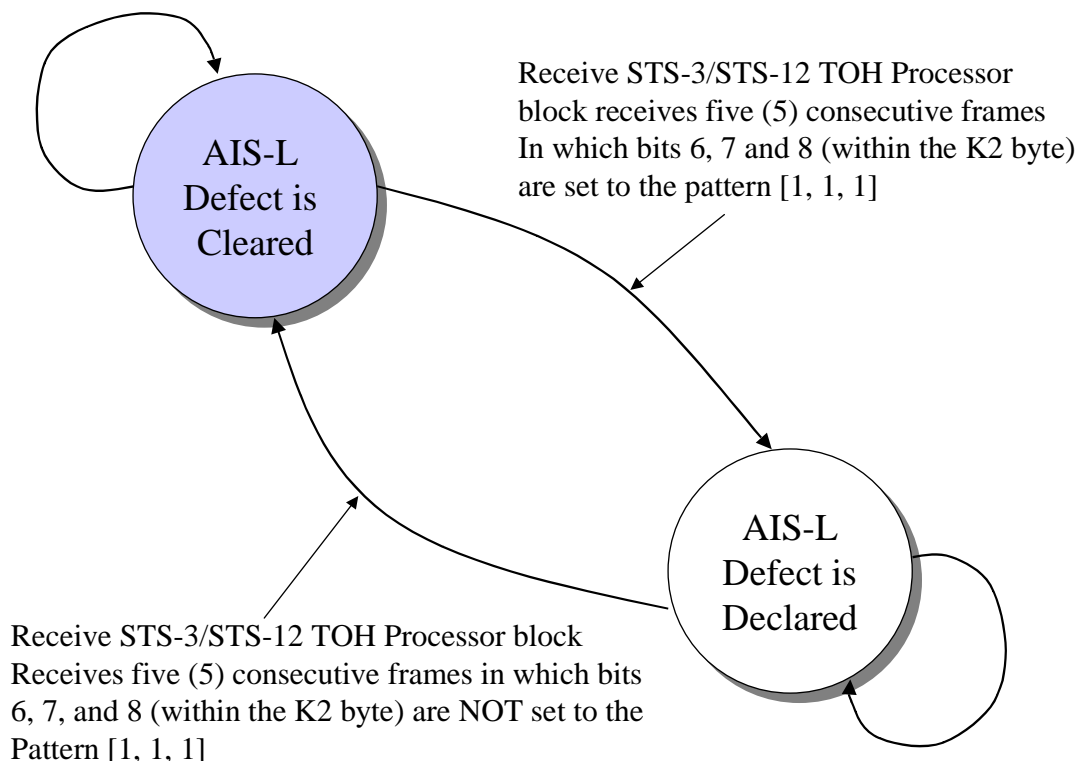 Receive STS-3/STS-12 TOH Processor
block receives five (5) consecutive frames
In which bits 6, 7 and 8 (within the K2 byte)
are set to the pattern [1, 1, 1]
AIS-L
Defect is
Cleared
AIS-L
Defect is
Declared
Receive STS-3/STS-12 TOH Processor block
Receives five (5) consecutive frames in which bits
6, 7, and 8 (within the K2 byte) are NOT set to the
Pattern [1, 1, 1]